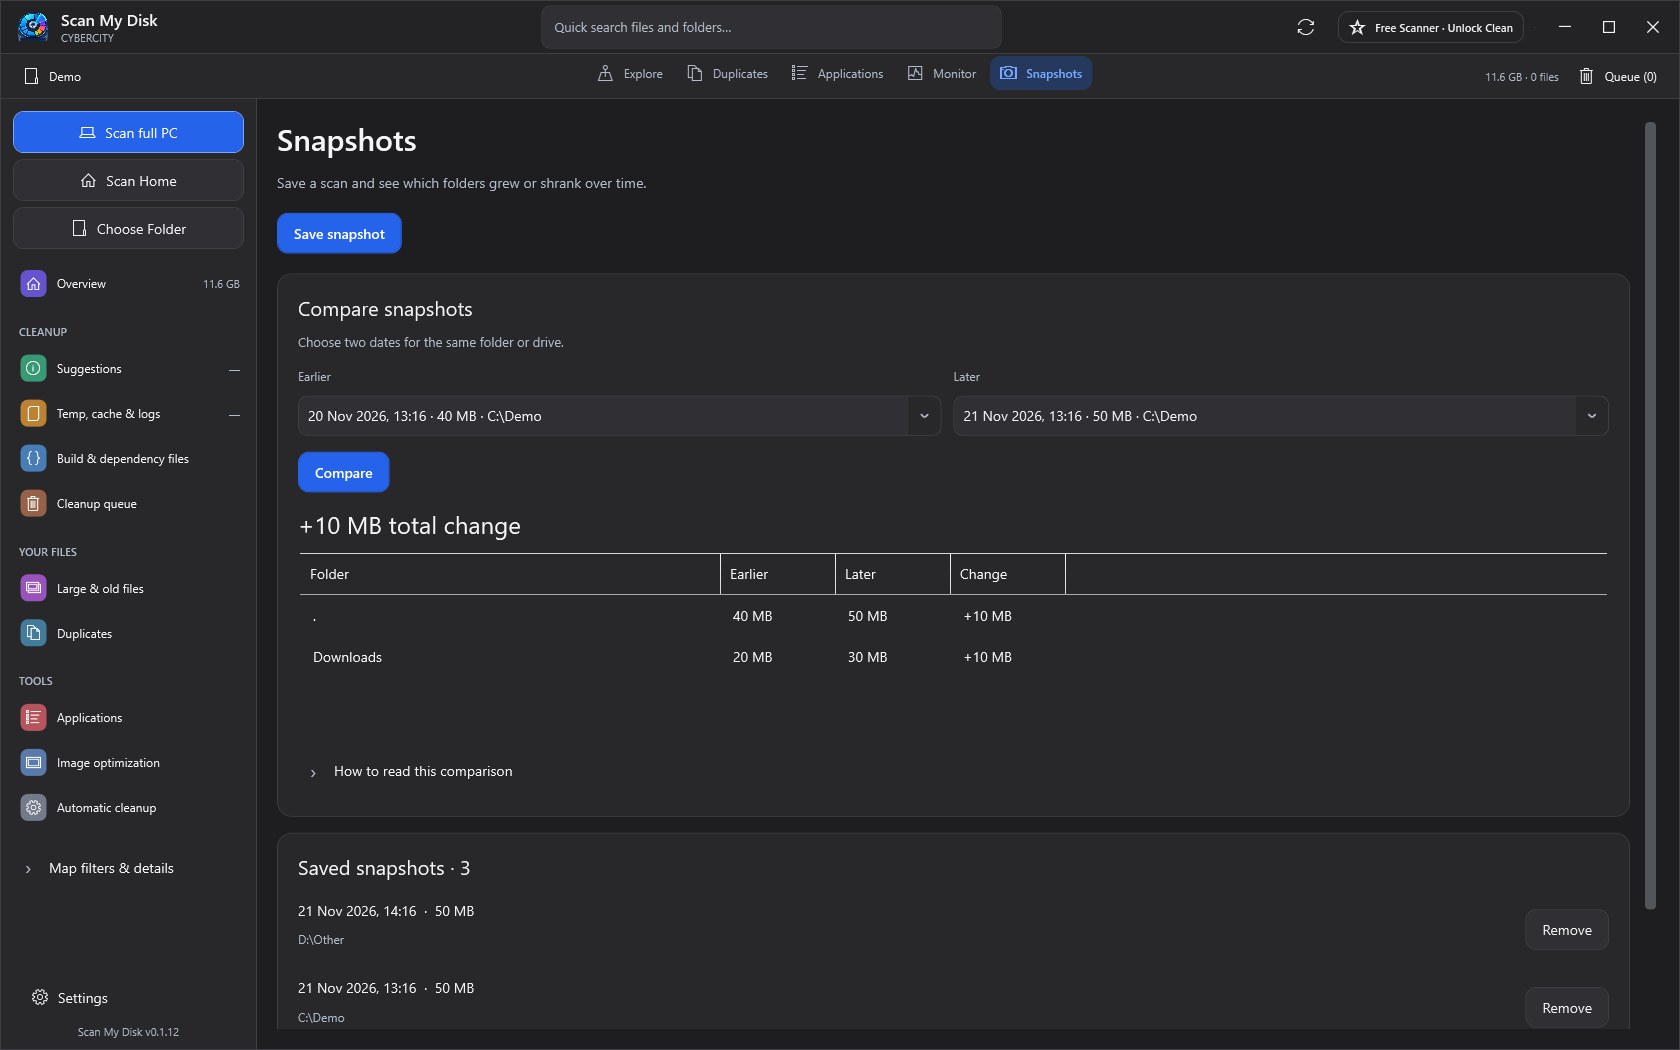 Scan My Disk
CYBERCITY
Quick search files and folders...
Free Scanner · Unlock Clean
Demo
Explore
Duplicates
Applications
Monitor
Snapshots
11.6 GB · 0 files
Queue (0)
Scan full PC
Scan Home
Choose Folder
Overview 11.6 GB
CLEANUP
Suggestions —
Temp, cache & logs —
Build & dependency files
Cleanup queue
YOUR FILES
Large & old files
Duplicates
TOOLS
Applications
Image optimization
Automatic cleanup
Map filters & details
Settings
Scan My Disk v0.1.12
Snapshots
Save a scan and see which folders grew or shrank over time.
Save snapshot
Compare snapshots
Choose two dates for the same folder or drive.
Earlier
20 Nov 2026, 13:16 · 40 MB · C:\Demo
Later
21 Nov 2026, 13:16 · 50 MB · C:\Demo
Compare
+10 MB total change
Folder Earlier Later Change
. 40 MB 50 MB +10 MB
Downloads 20 MB 30 MB +10 MB
How to read this comparison
Saved snapshots · 3
21 Nov 2026, 14:16 · 50 MB
D:\Other
Remove
21 Nov 2026, 13:16 · 50 MB
C:\Demo
Remove